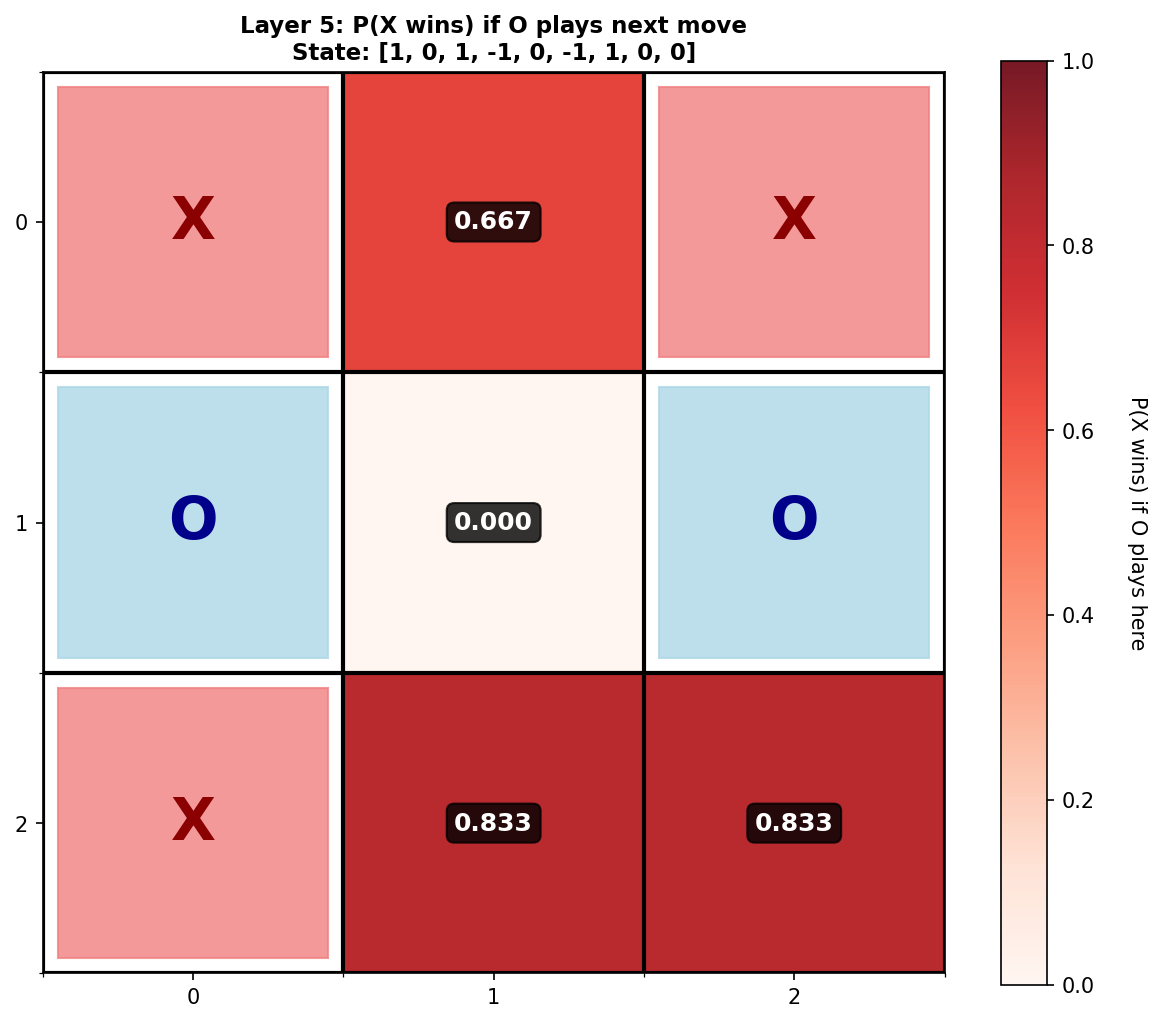 Layer 5: P(X wins) if O plays next move
State: [1, 0, 1, -1, 0, -1, 1, 0, 0]
0
X
0.667
X
1
O
0.000
O
2
X
0.833
0.833
0
1
2
1.0
0.8
0.6
0.4
0.2
0.0
P(X wins) if O plays here